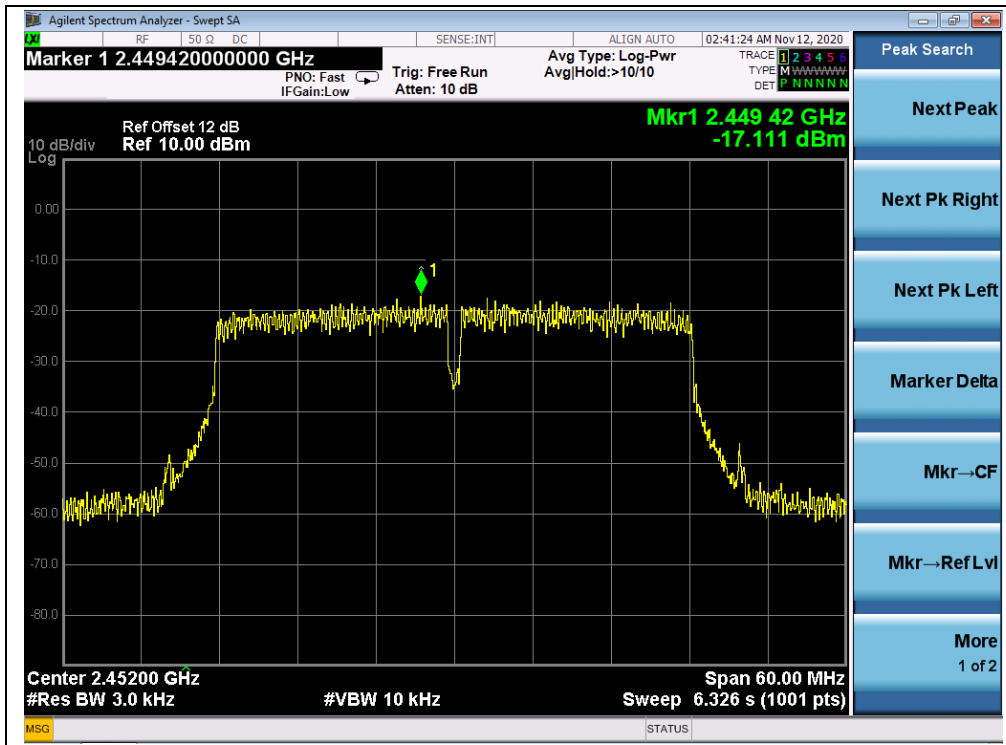 Agilent Spectrum Analyzer - Swept SA
LXI RF 50 Ω DC SENSE:INT ALIGN AUTO 02:41:24 AM Nov 12, 2020
Marker 1 2.449420000000 GHz
PNO: Fast
IFGain:Low
Trig: Free Run
Atten: 10 dB
Avg Type: Log-Pwr
Avg|Hold:>10/10
TRACE 1 2 3 4 5 6
TYPE M WWWWW
DET P N N N N N
Mkr1 2.449 42 GHz
-17.111 dBm
Ref Offset 12 dB
10 dB/div Ref 10.00 dBm
Log
0.00
-10.0
1
-20.0
-30.0
-40.0
-50.0
-60.0
-70.0
-80.0
Center 2.45200 GHz Span 60.00 MHz
#Res BW 3.0 kHz #VBW 10 kHz Sweep 6.326 s (1001 pts)
MSG STATUS
Peak Search
Next Peak
Next Pk Right
Next Pk Left
Marker Delta
Mkr→CF
Mkr→Ref Lvl
More
1 of 2